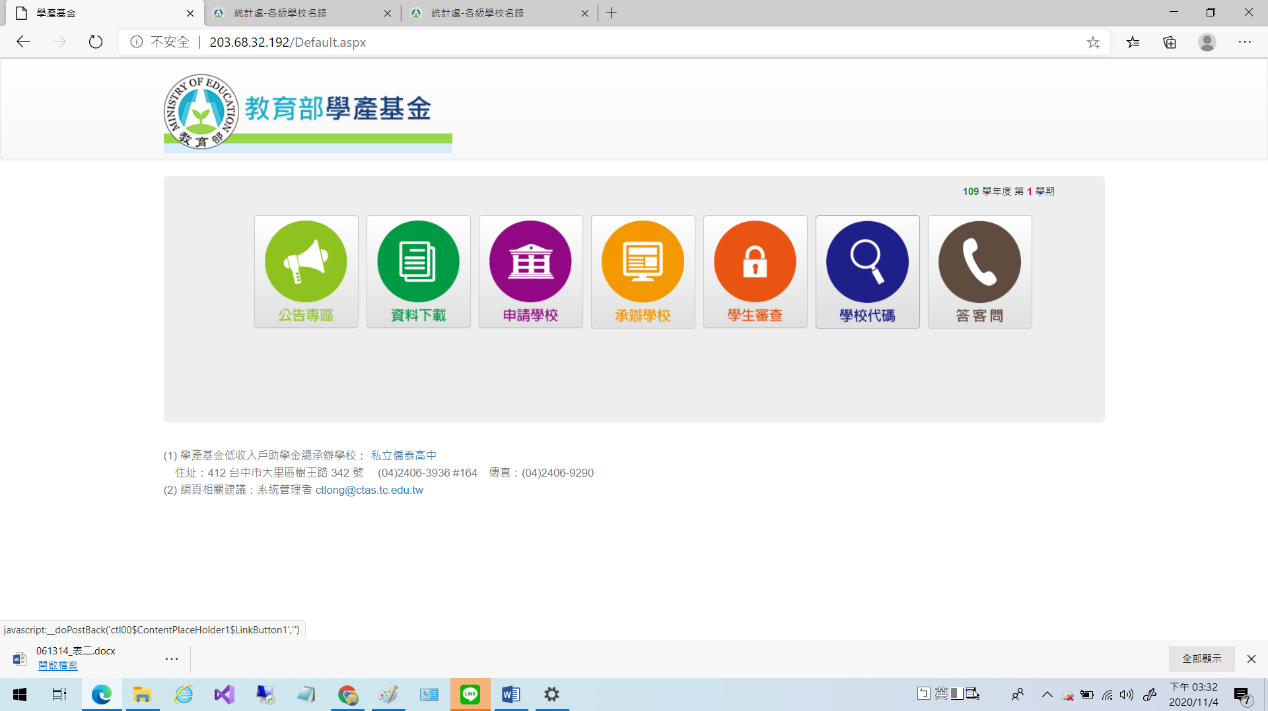 學產基金
統計處-各級學校名錄
統計處-各級學校名錄
不安全 | 203.68.32.192/Default.aspx
MINISTRY OF EDUCATION
教育部
教育部學產基金
109 學年度 第 1 學期
公告專區
資料下載
申請學校
承辦學校
學生審查
學校代碼
答客問
(1) 學產基金低收入戶助學金總承辦學校： 私立僑泰高中
住址：412 台中市大里區樹王路 342 號 (04)2406-3936 #164 傳真：(04)2406-9290
(2) 網頁相關建議：系統管理者 ctlong@ctas.tc.edu.tw
javascript:__doPostBack('ctl00$ContentPlaceHolder1$LinkButton1','')
061314_表二.docx
開啟檔案
全部顯示
LINE
下午 03:32
2020/11/4
7